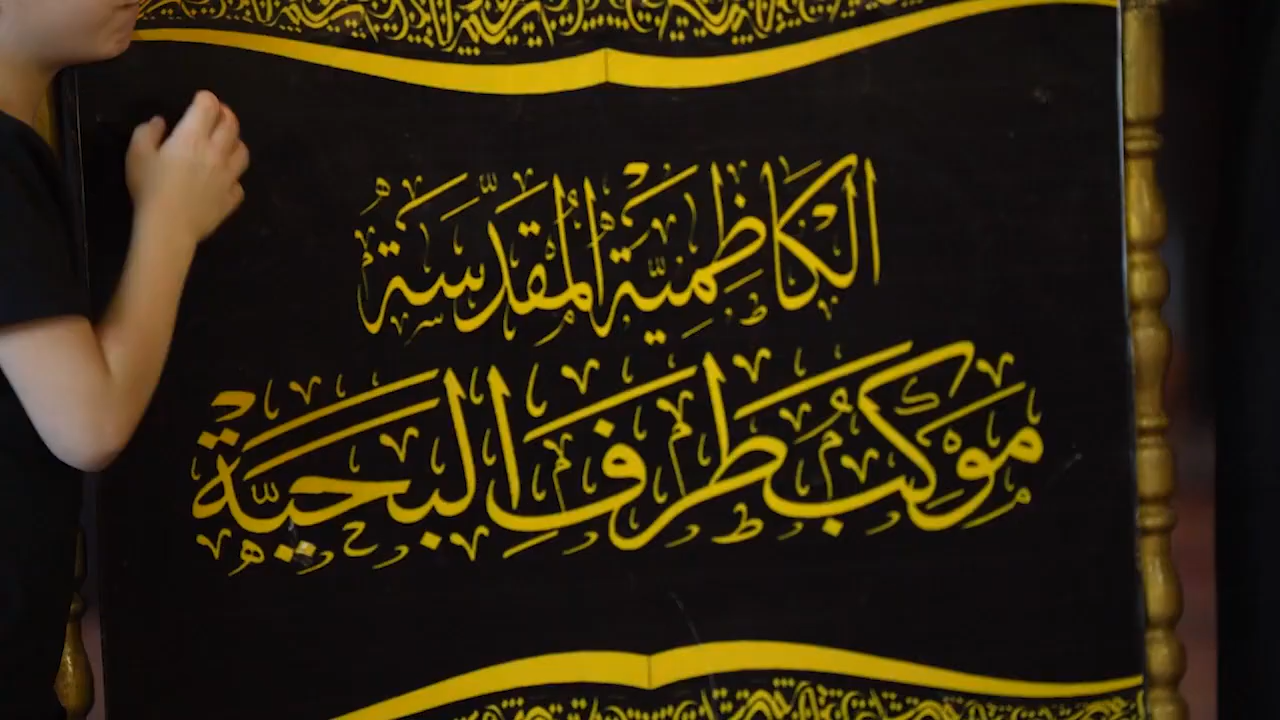 الكاظمية المقدسة
موكب طرف البحية